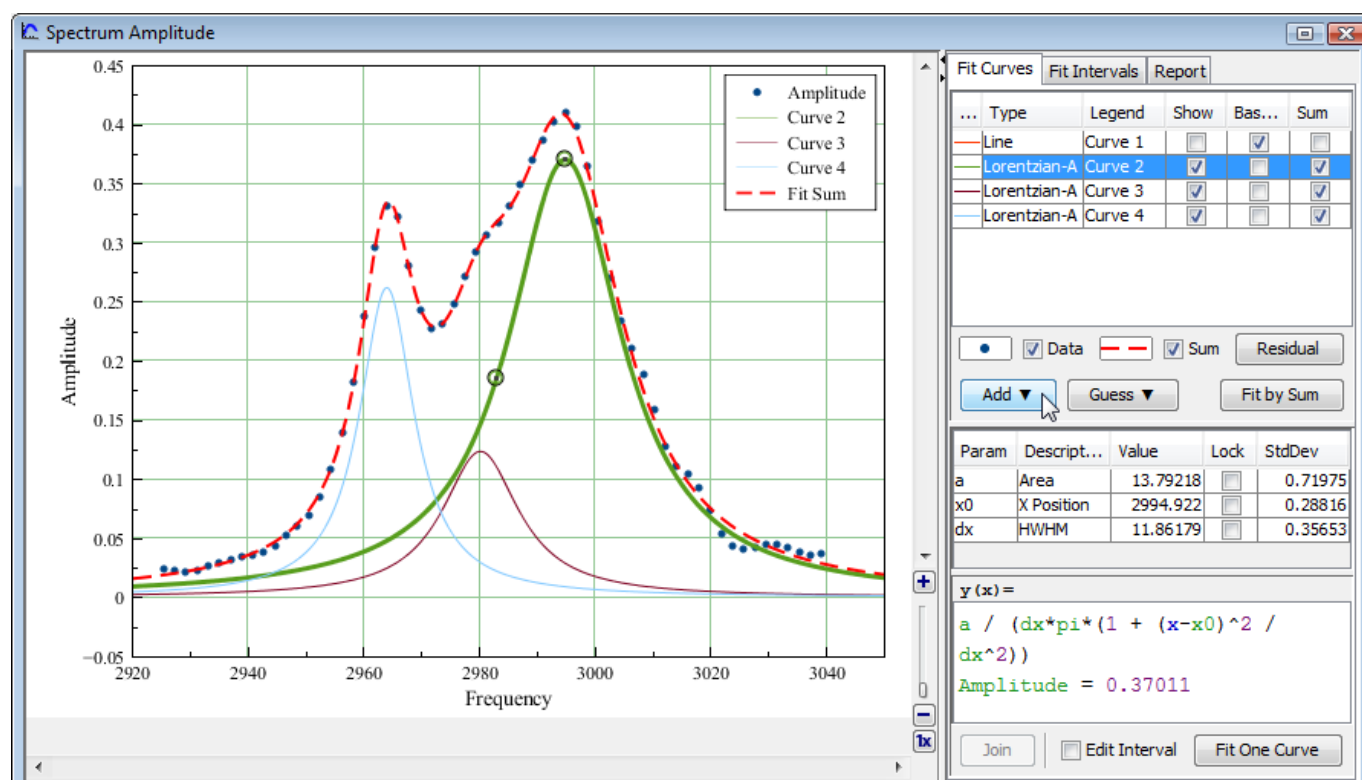 Spectrum Amplitude
0.45
0.4
0.35
0.3
0.25
0.2
0.15
0.1
0.05
0
−0.05
Amplitude
2920 2940 2960 2980 3000 3020 3040
Frequency
Amplitude
Curve 2
Curve 3
Curve 4
Fit Sum
1x
Fit Curves Fit Intervals Report
... Type Legend Show Bas... Sum
Line Curve 1
Lorentzian-A Curve 2
Lorentzian-A Curve 3
Lorentzian-A Curve 4
Data Sum Residual
Add ▼ Guess ▼ Fit by Sum
Param Descript... Value Lock StdDev
a Area 13.79218 0.71975
x0 X Position 2994.922 0.28816
dx HWHM 11.86179 0.35653
y(x)=
a / (dx*pi*(1 + (x-x0)^2 /
dx^2))
Amplitude = 0.37011
Join Edit Interval Fit One Curve